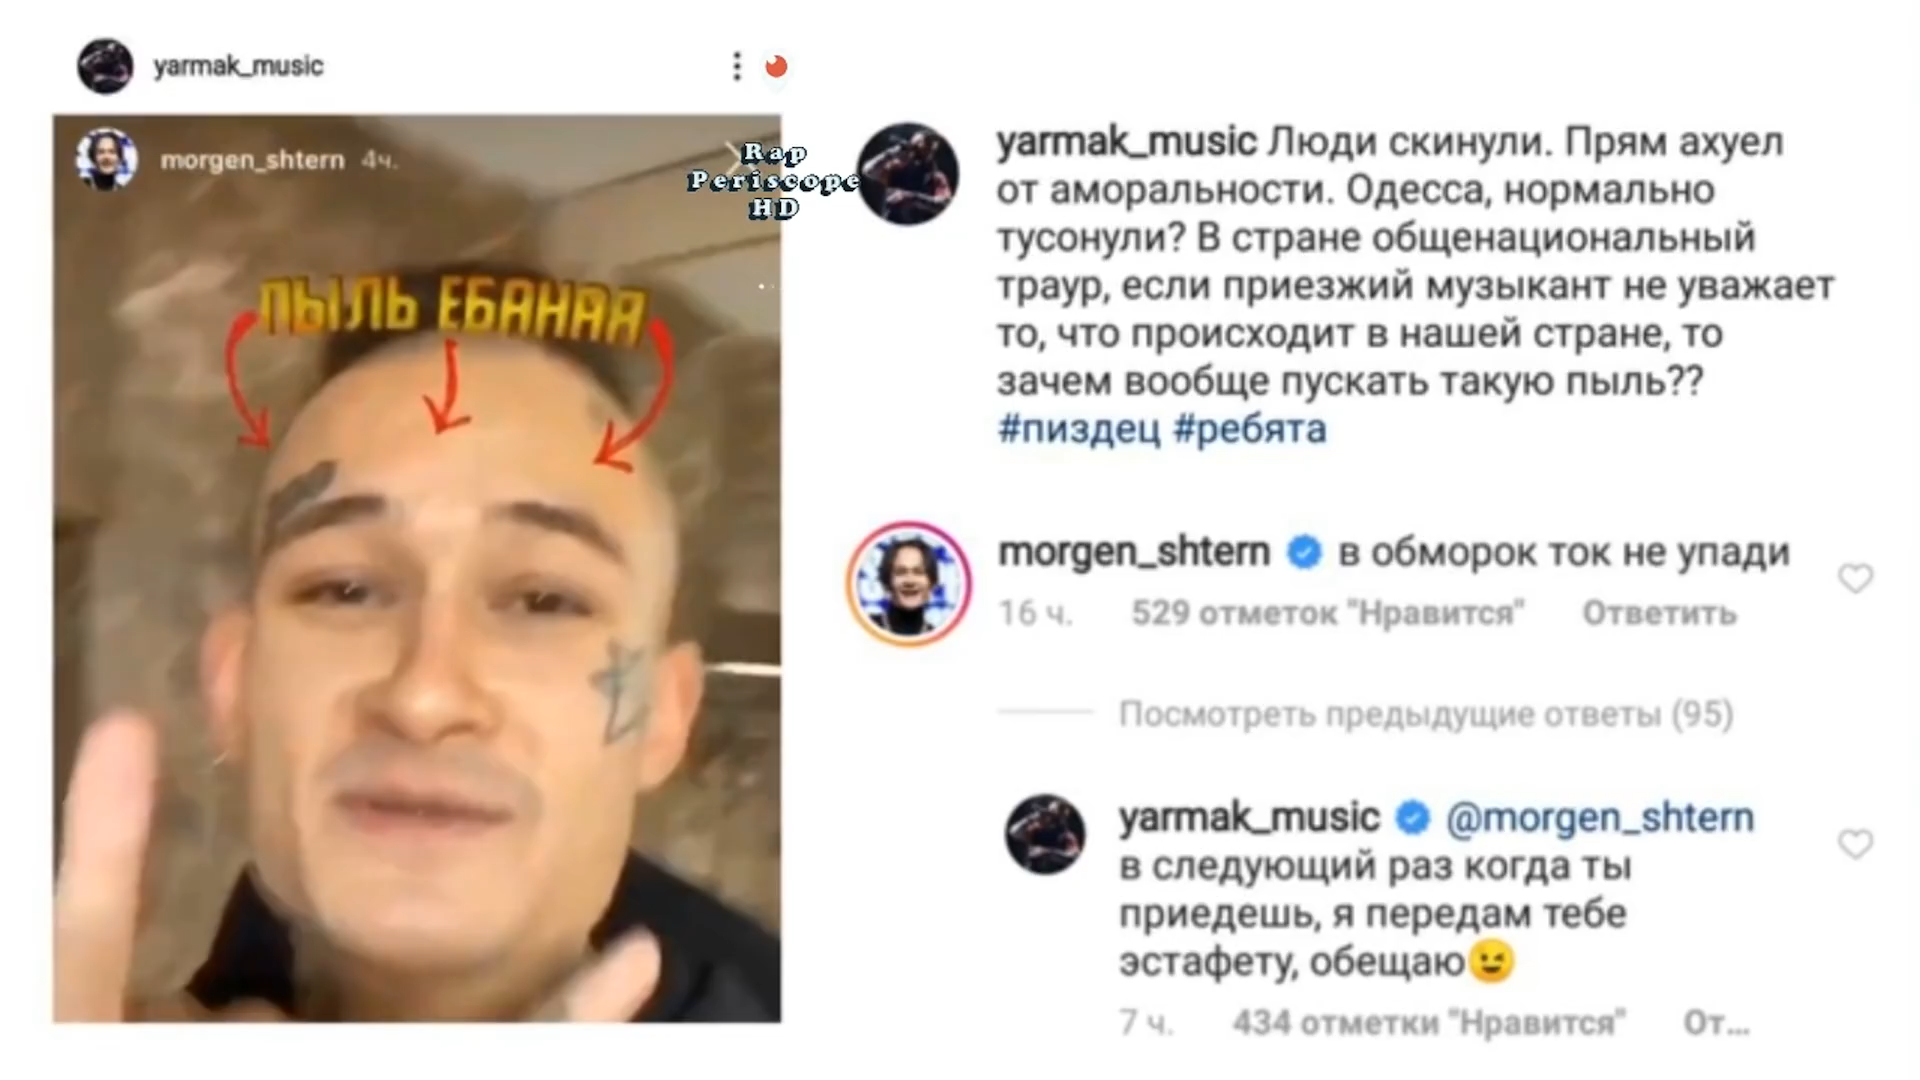 yarmak_music
morgen_shtern 4ч.
Rap
Periscope
HD
ПЫЛЬ ЕБАНАЯ
yarmak_music Люди скинули. Прям ахуел
от аморальности. Одесса, нормально
тусонули? В стране общенациональный
траур, если приезжий музыкант не уважает
то, что происходит в нашей стране, то
зачем вообще пускать такую пыль??
#пиздец #ребята
morgen_shtern в обморок ток не упади
16 ч. 529 отметок "Нравится" Ответить
Посмотреть предыдущие ответы (95)
yarmak_music @morgen_shtern
в следующий раз когда ты
приедешь, я передам тебе
эстафету, обещаю😉
7 ч. 434 отметки "Нравится" От...